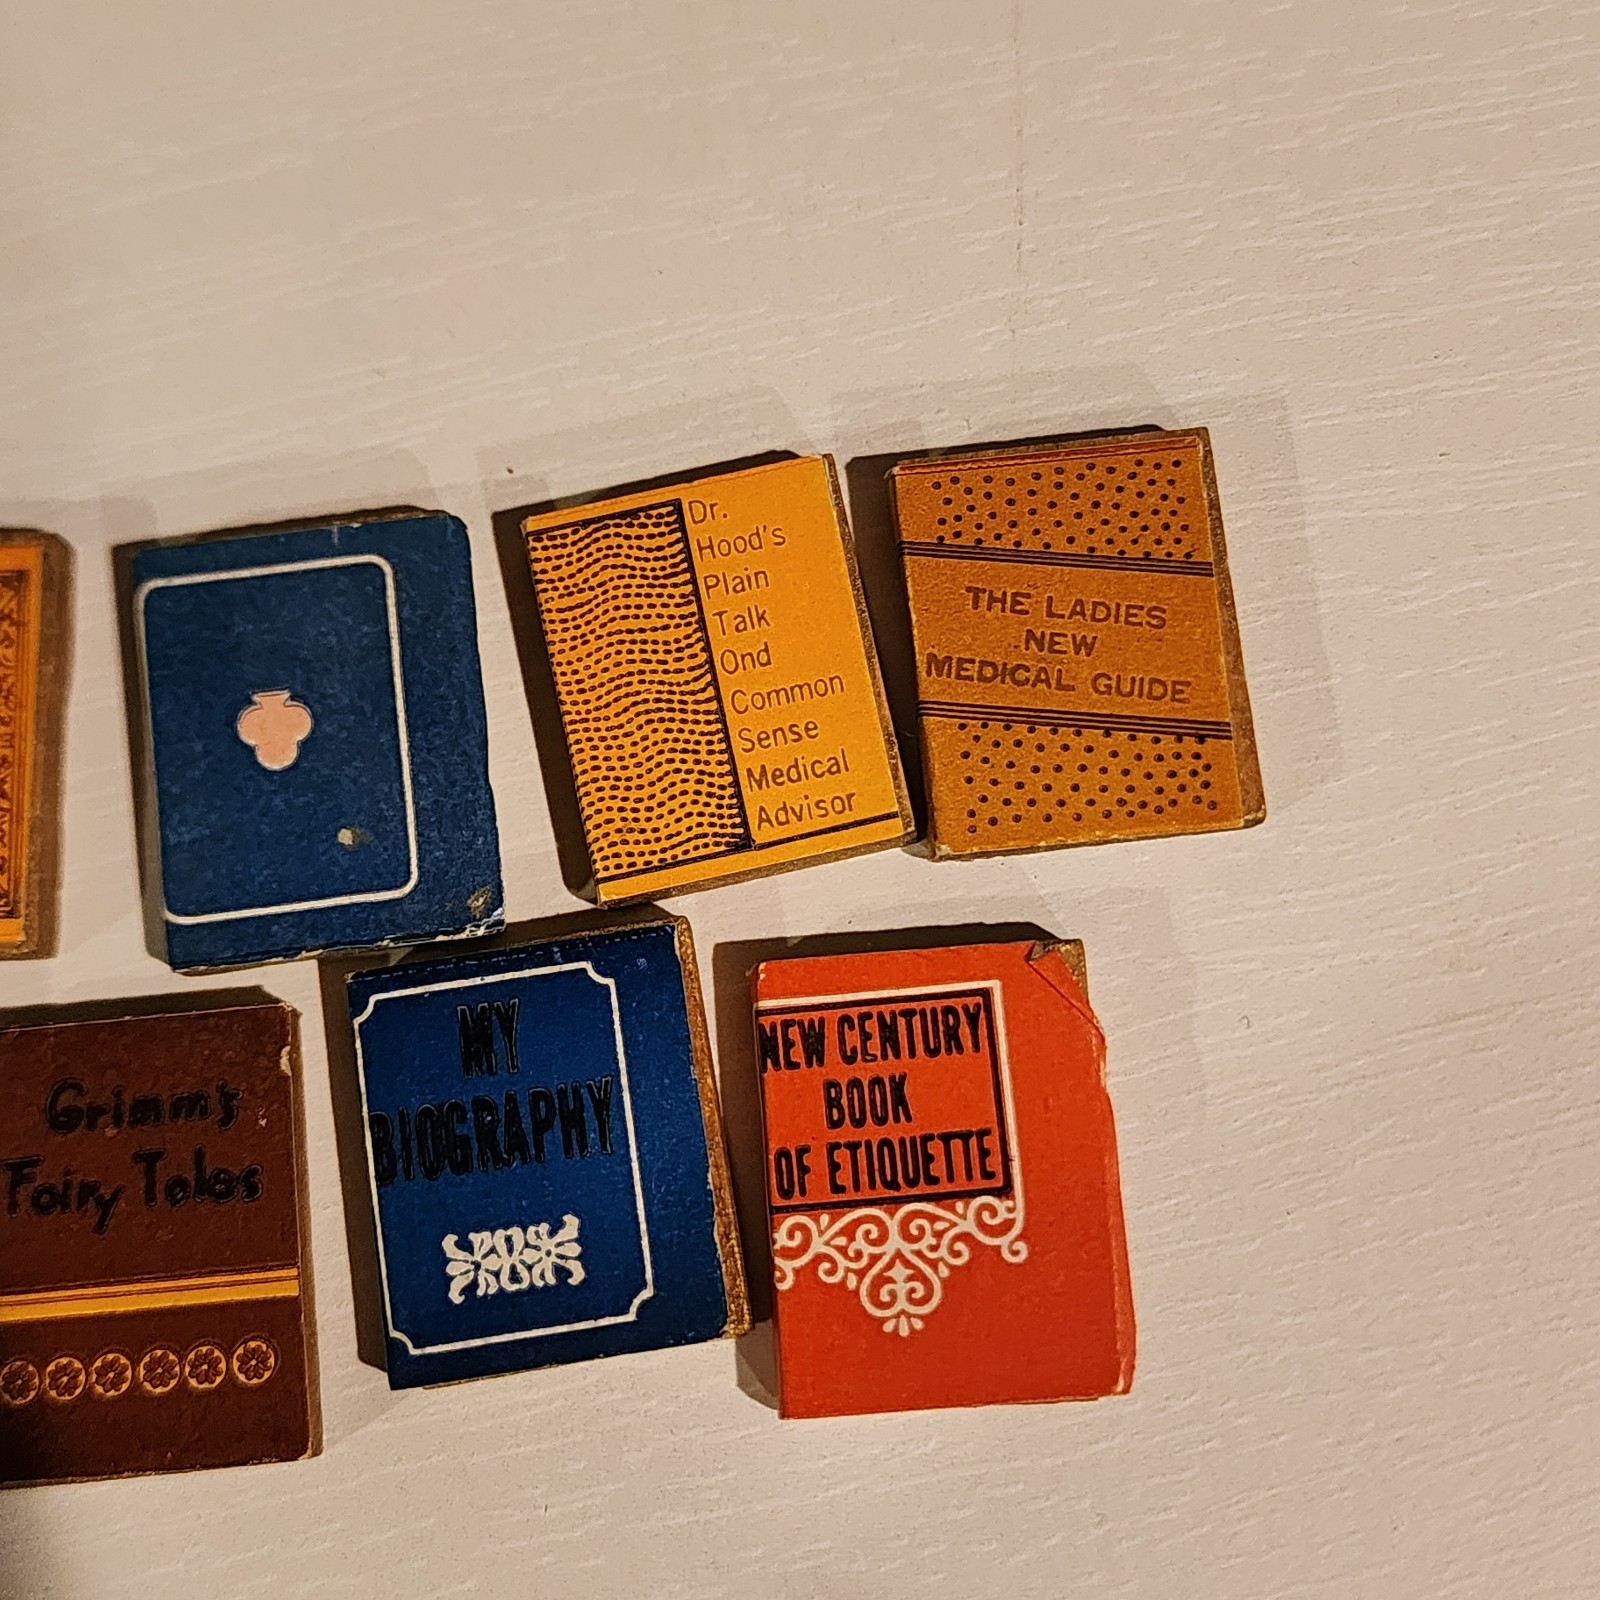 Dr.
Hood's
Plain
Talk
Ond
Common
Sense
Medical
Advisor
THE LADIES
NEW
MEDICAL GUIDE
Grimm's
Fairy Tales
MY
BIOGRAPHY
NEW CENTURY
BOOK
OF ETIQUETTE